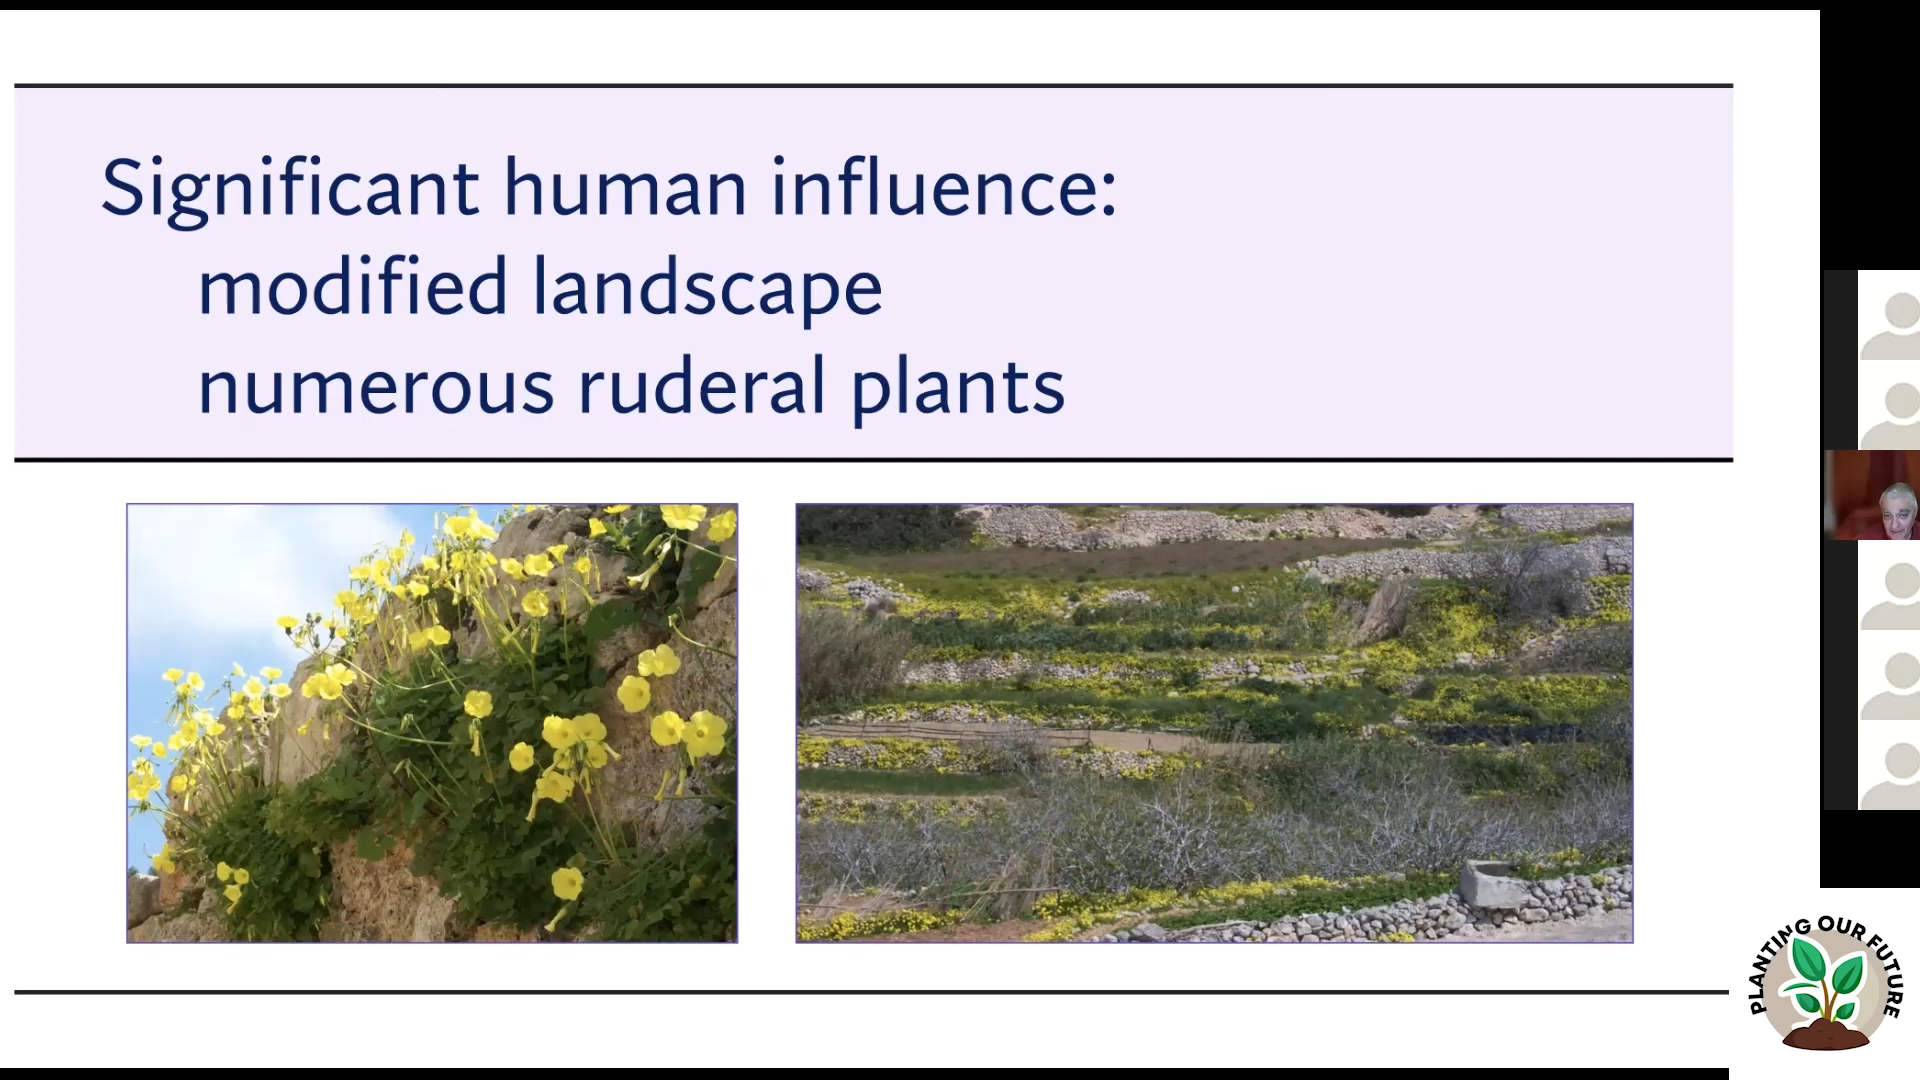 Significant human influence:
modified landscape
numerous ruderal plants
PLANTING OUR FUTURE